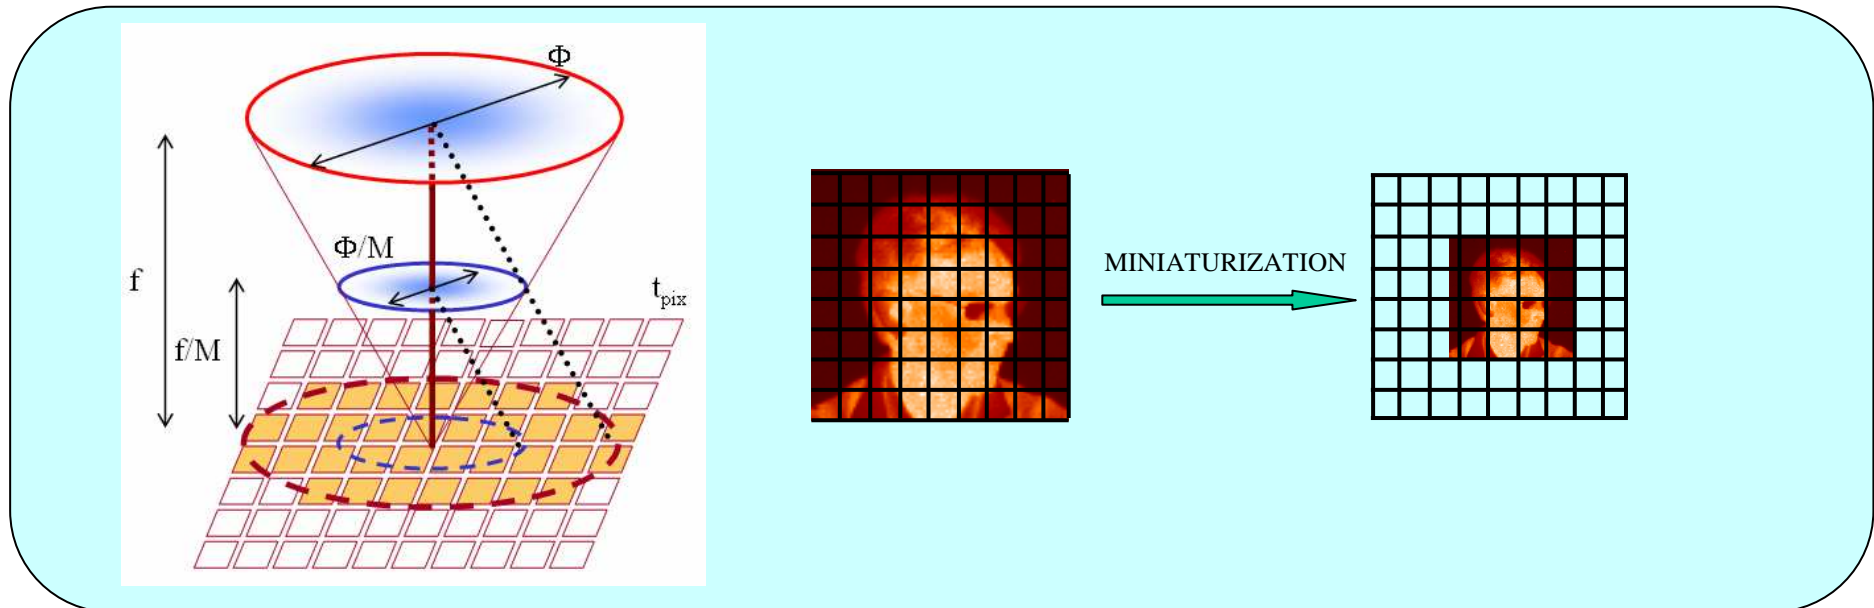 Φ
Φ/M
f
t_pix
f/M
MINIATURIZATION